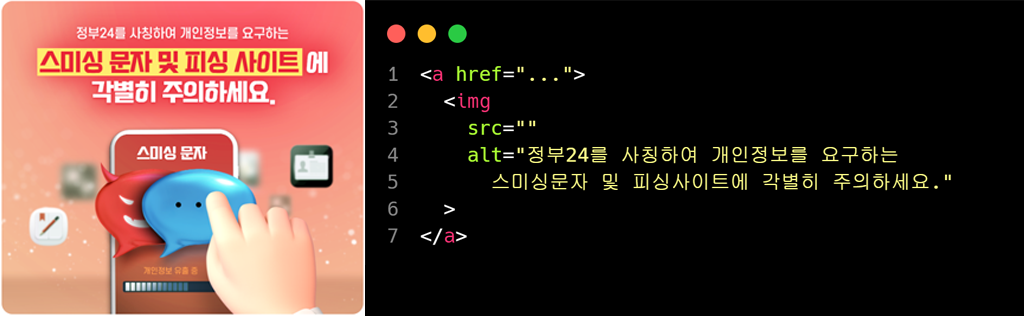 정부24를 사칭하여 개인정보를 요구하는
스미싱 문자 및 피싱 사이트에
각별히 주의하세요.
스미싱 문자
개인정보 유출 중
1 <a href="...">
2 <img
3 src=""
4 alt="정부24를 사칭하여 개인정보를 요구하는
5 스미싱문자 및 피싱사이트에 각별히 주의하세요."
6 >
7 </a>